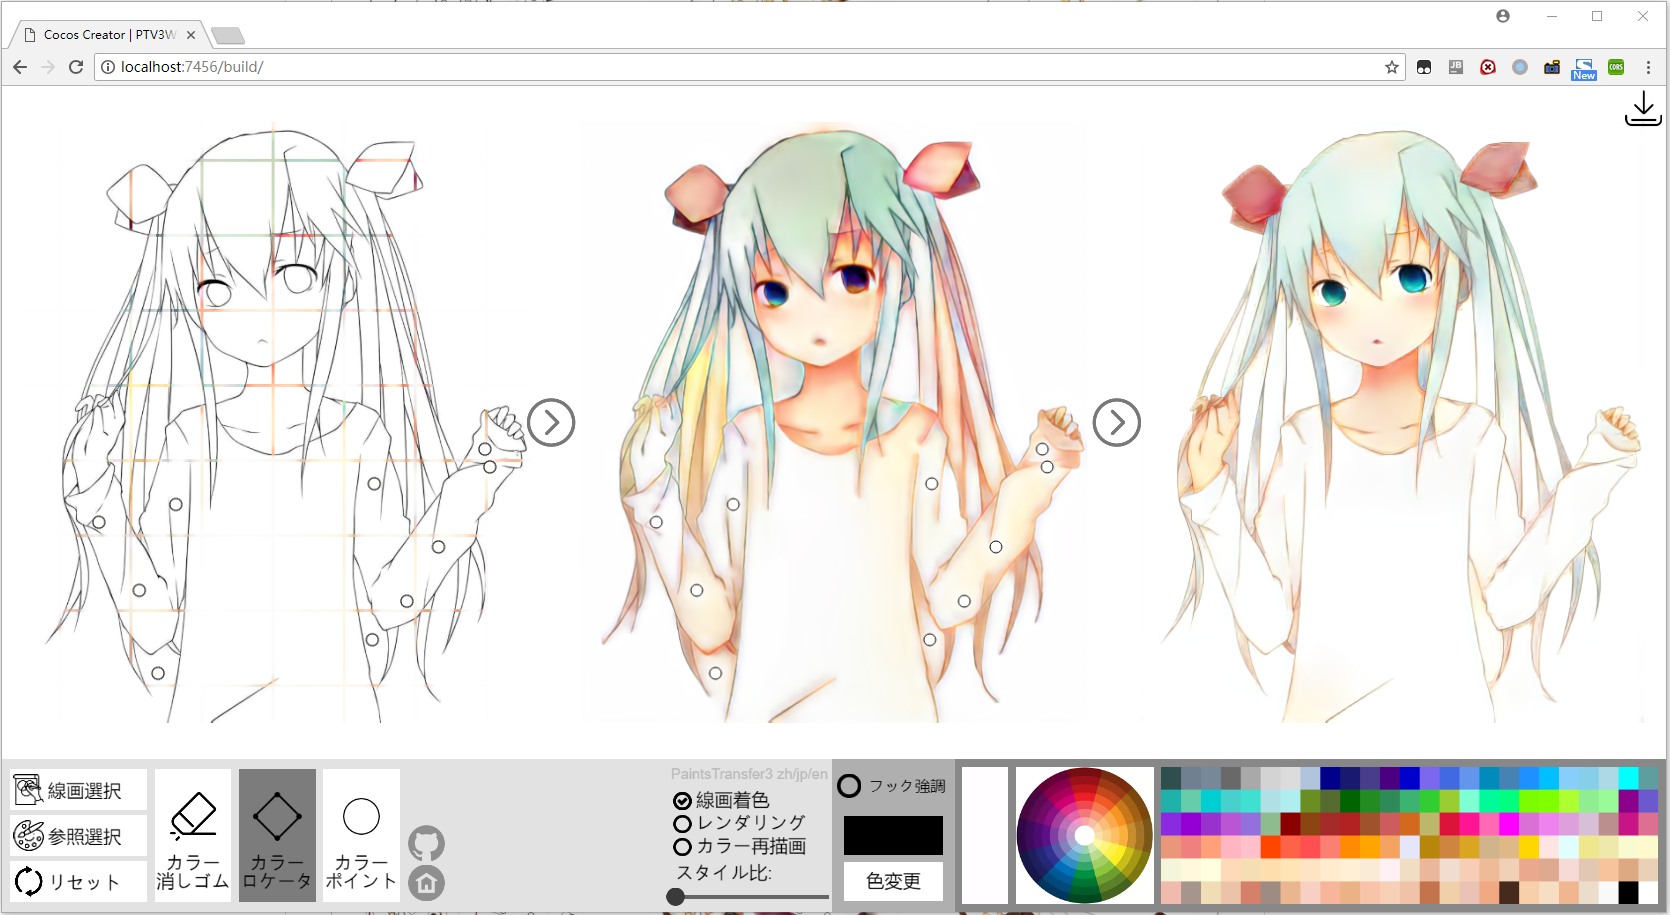 Cocos Creator | PTV3W
localhost:7456/build/
JB
New
CORS
PaintsTransfer3 zh/jp/en
線画選択
参照選択
リセット
カラー
消しゴム
カラー
ロケータ
カラー
ポイント
線画着色
レンダリング
カラー再描画
スタイル比:
フック強調
色変更